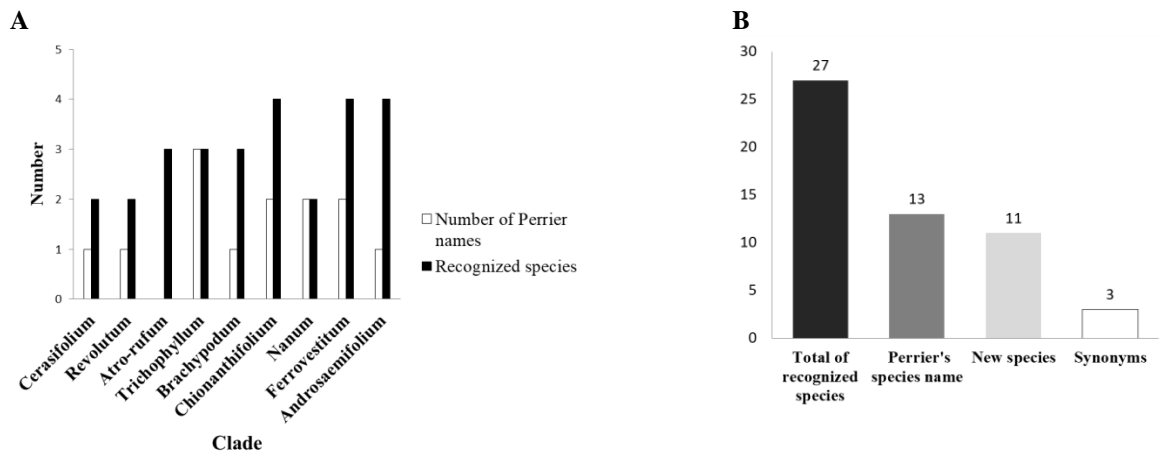 A
5
4
3
2
1
0
Number
Cerasifolium
Revolutum
Atro-rufum
Trichophyllum
Brachypodum
Chionanthifolium
Nanum
Ferrovestitum
Androsaemifolium
Clade
Number of Perrier
names
Recognized species
B
30
25
20
15
10
5
0
27
13
11
3
Total of
recognized
species
Perrier's
species name
New species
Synonyms